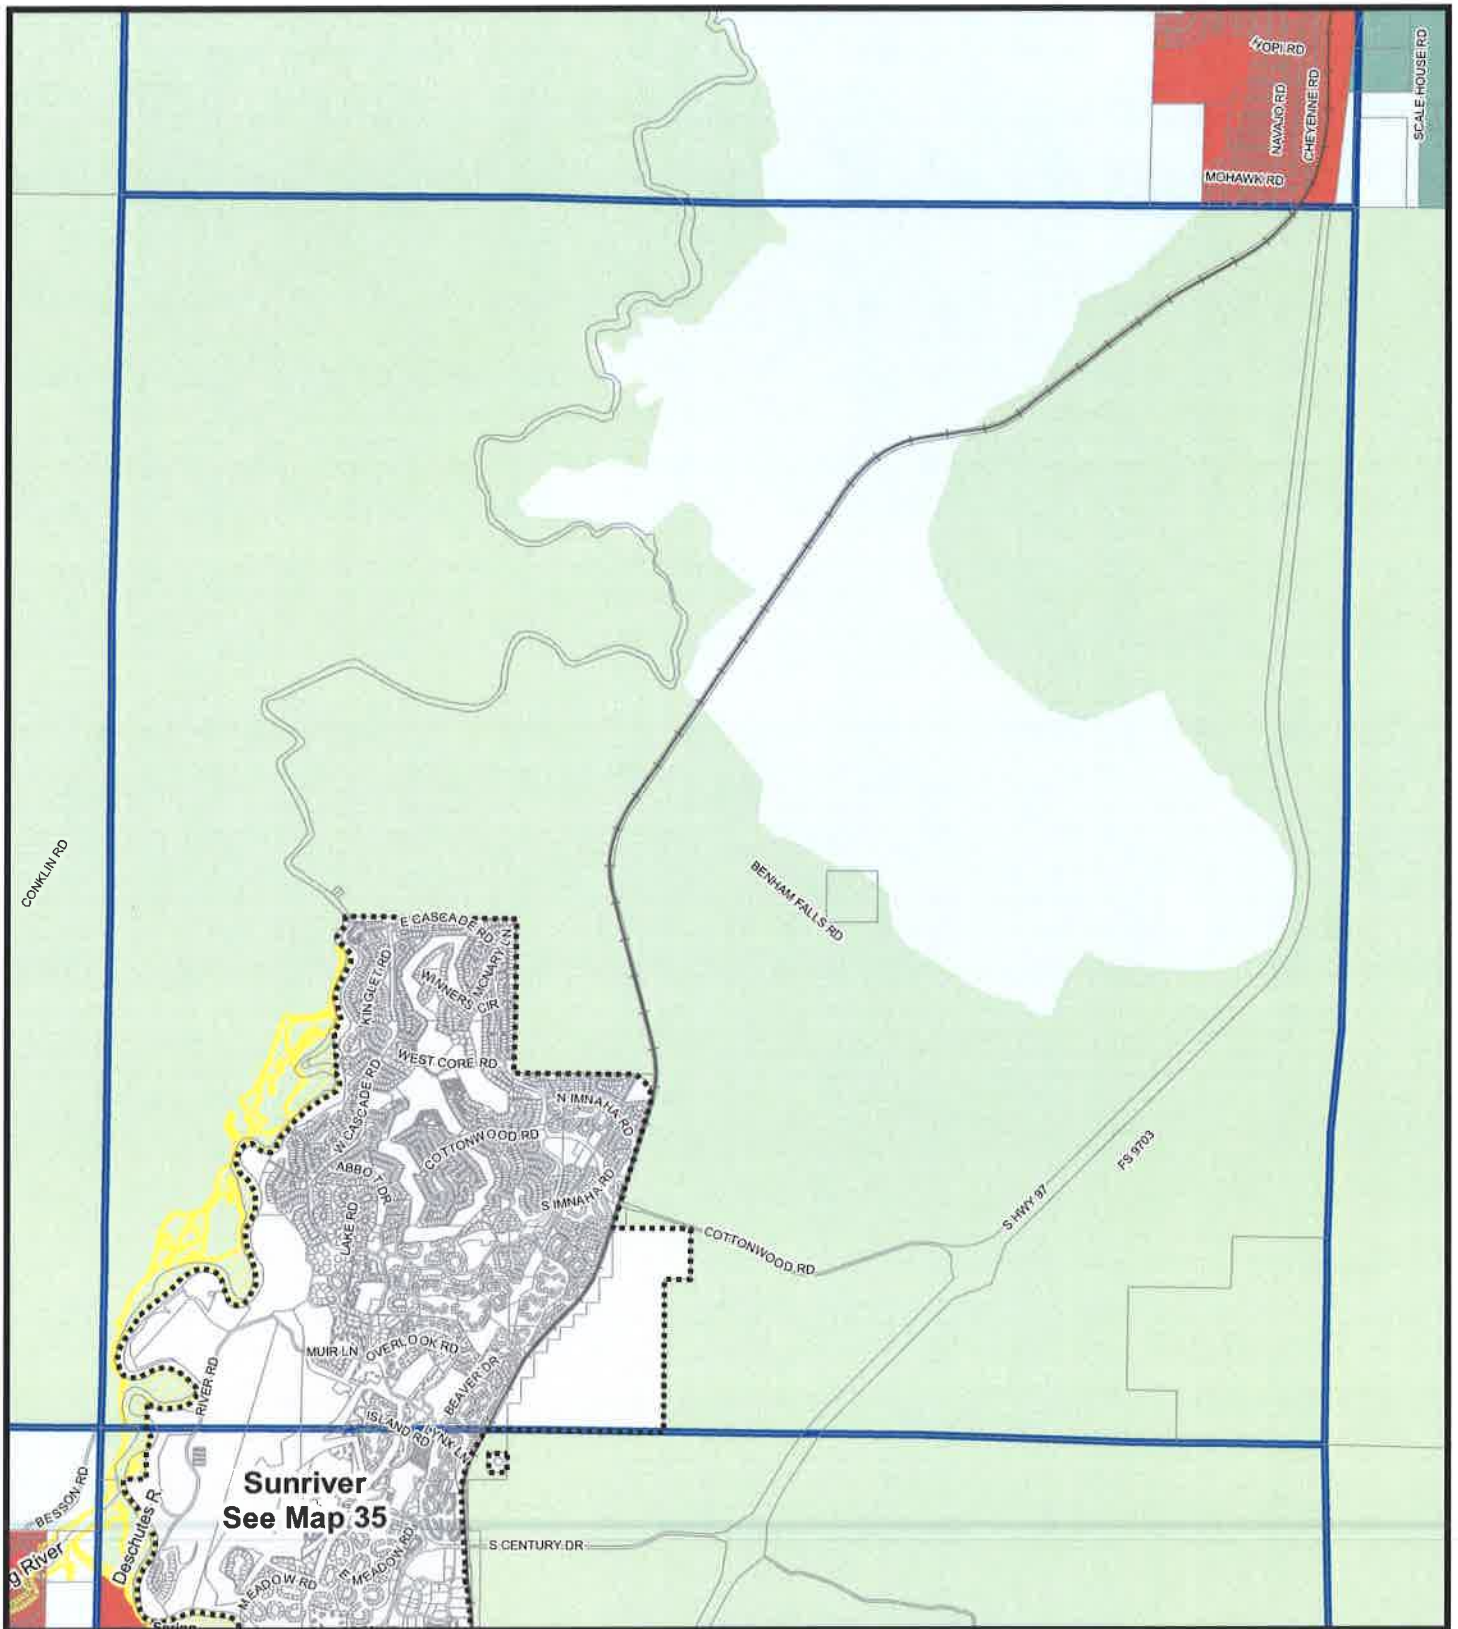 HOPI RD
SCALE HOUSE RD
NAVAJO RD
CHEYENNE RD
MOHAWK RD
CONKLIN RD
BENHAM FALLS RD
E CASCADE RD
KINGLET RD
WINNERS CIR
MCNARY LN
WEST CORE RD
W CASCADE RD
N IMNAHA RD
COTTONWOOD RD
ABBOT DR
S IMNAHA RD
LAKE RD
COTTONWOOD RD
S HWY 97
FS 9703
MUIR LN
OVERLOOK RD
RIVER RD
BEAVER DR
ISLAND RD
LYNX LN
BESSON RD
Deschutes R.
Sunriver
See Map 35
g River
S CENTURY DR
MEADOW RD
E MEADOW RD
Spring